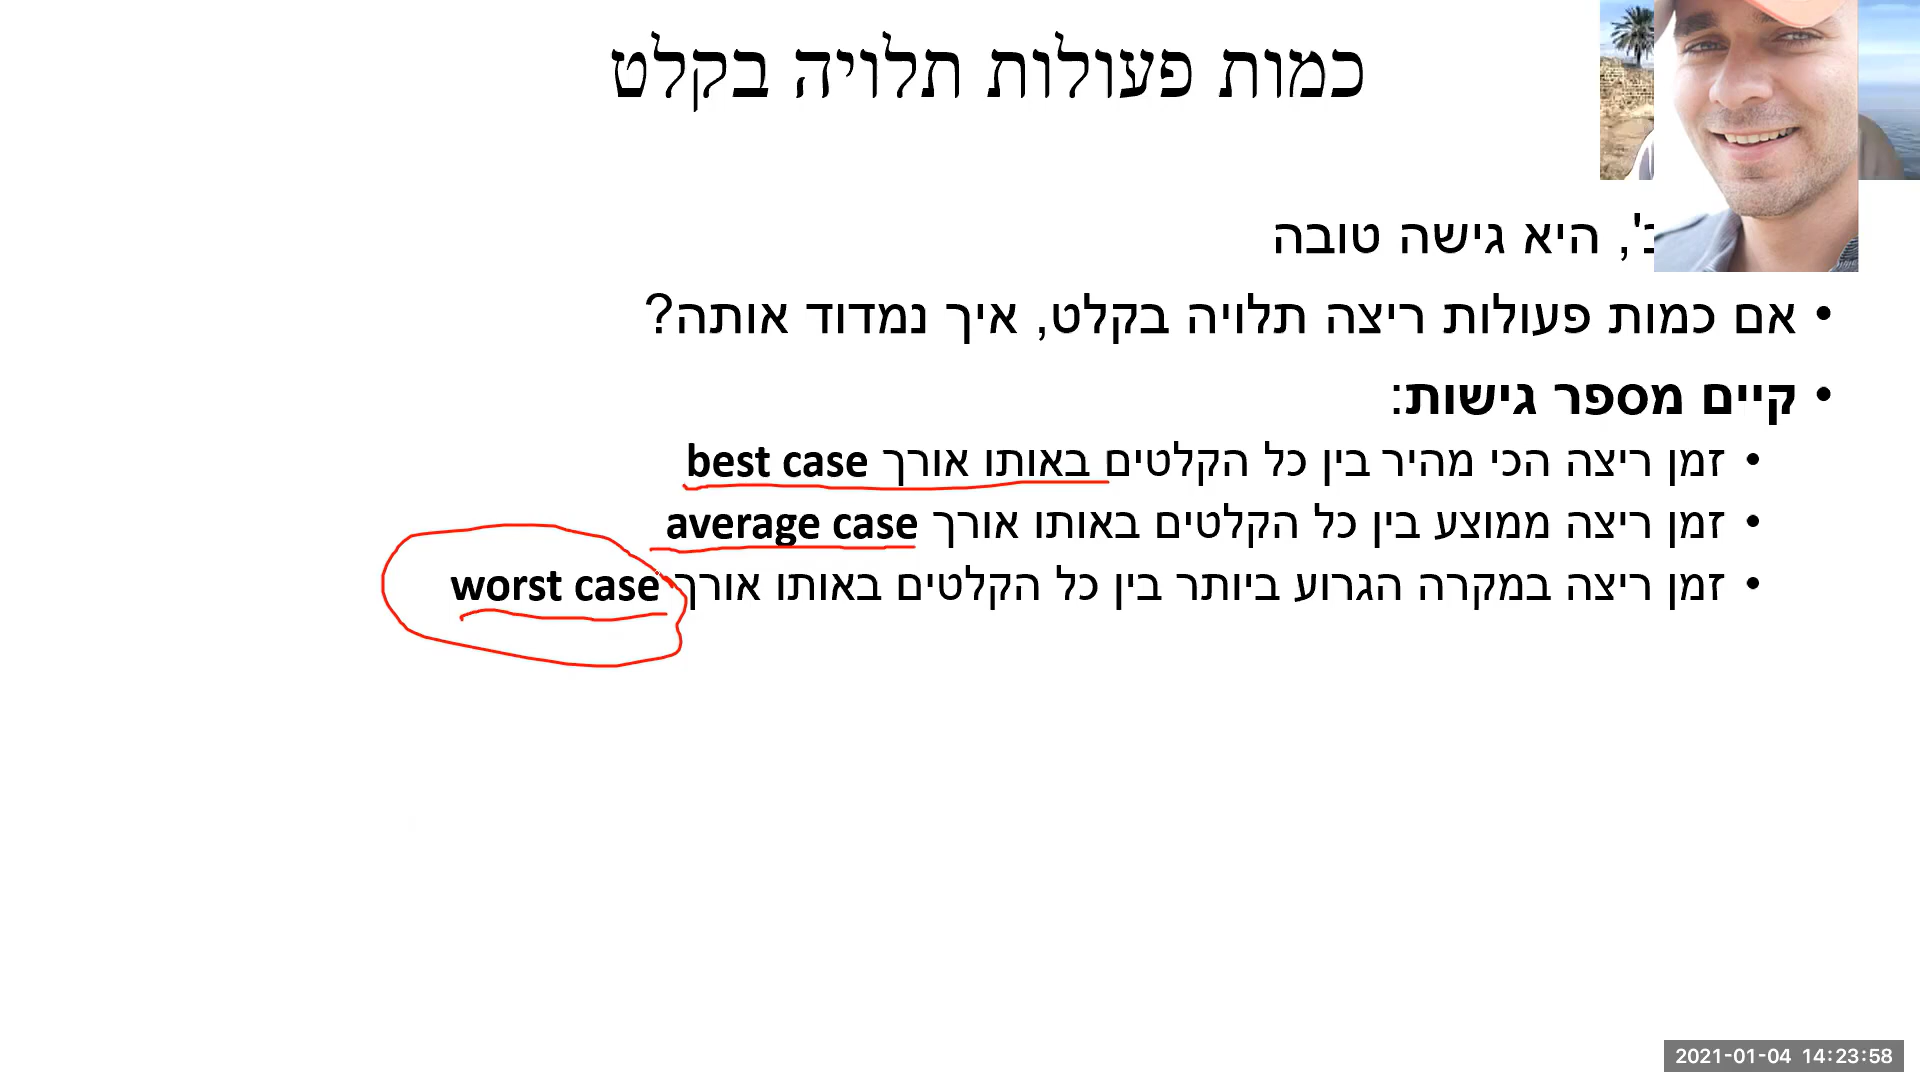 כמות פעולות תלויה בקלט
ב', היא גישה טובה
• אם כמות פעולות ריצה תלויה בקלט, איך נמדוד אותה?
• קיים מספר גישות:
• זמן ריצה הכי מהיר בין כל הקלטים באותו אורך best case
• זמן ריצה ממוצע בין כל הקלטים באותו אורך average case
• זמן ריצה במקרה הגרוע ביותר בין כל הקלטים באותו אורך worst case
2021-01-04 14:23:58